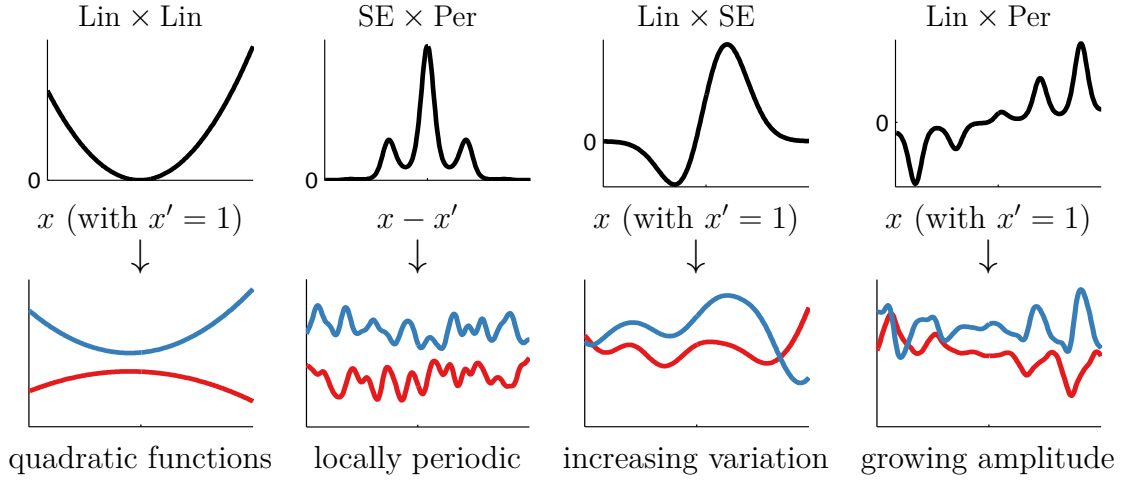 Lin × Lin
SE × Per
Lin × SE
Lin × Per
0
0
0
0
x (with x′ = 1)
x − x′
x (with x′ = 1)
x (with x′ = 1)
↓
↓
↓
↓
quadratic functions
locally periodic
increasing variation
growing amplitude